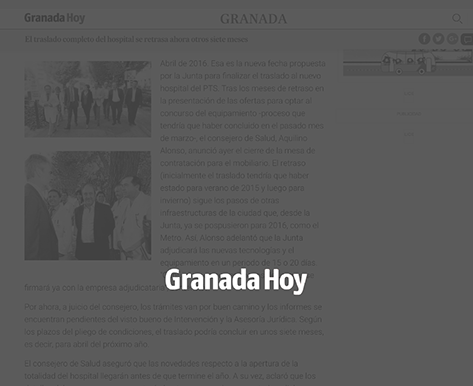 Granada Hoy
GRANADA
El traslado completo del hospital se retrasa ahora otros siete meses
Abril de 2016. Esa es la nueva fecha propuesta
por la Junta para finalizar el traslado al nuevo
hospital del PTS. Tras los meses de retraso en
la presentación de las ofertas para optar al
concurso del equipamiento -proceso que
tendría que haber concluido en el pasado mes
de marzo-, el consejero de Salud, Aquilino
Alonso, anunció ayer el cierre de la mesa de
contratación para el mobiliario. El retraso
(inicialmente el traslado tendría que haber
estado para verano de 2015 y luego para
invierno) sigue los pasos de otras
infraestructuras de la ciudad que, desde la
Junta, ya se propusieron para 2016, como el
Metro. Así, Alonso adelantó que la Junta
adjudicará las nuevas tecnologías y el
equipamiento en un periodo de 15 o 20 días,
Granada Hoy
firmara ya con la empresa adjudicataria
Por ahora, a juicio del consejero, los trámites van por buen camino y los informes se
encuentran pendientes del visto bueno de Intervención y la Asesoría Jurídica. Según
los plazos del pliego de condiciones, el traslado podría concluir en unos siete meses,
es decir, para abril del próximo año.
El consejero de Salud aseguró que las novedades respecto a la apertura de la
totalidad del hospital llegarán antes de que termine el año. A su vez, aclaró que los